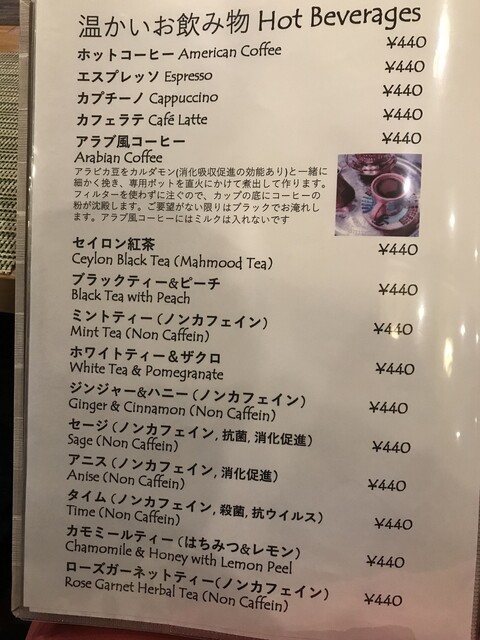 温かいお飲み物 Hot Beverages
ホットコーヒー American Coffee ¥440
エスプレッソ Espresso ¥440
カプチーノ Cappuccino ¥440
カフェラテ Café Latte ¥440
アラブ風コーヒー ¥440
Arabian Coffee
アラビカ豆をカルダモン(消化吸収促進の効能あり)と一緒に
細かく挽き、専用ポットを直火にかけて煮出して作ります。
フィルターを使わずに注ぐので、カップの底にコーヒーの
粉が沈殿します。ご要望がない限りはブラックでお淹れし
ます。アラブ風コーヒーにはミルクは入れないです
セイロン紅茶 ¥440
Ceylon Black Tea (Mahmood Tea)
ブラックティー&ピーチ ¥440
Black Tea with Peach
ミントティー (ノンカフェイン) ¥440
Mint Tea (Non Caffein)
ホワイトティー&ザクロ ¥440
White Tea & Pomegranate
ジンジャー&ハニー (ノンカフェイン) ¥440
Ginger & Cinnamon (Non Caffein)
セージ (ノンカフェイン, 抗菌, 消化促進) ¥440
Sage (Non Caffein)
アニス (ノンカフェイン, 消化促進) ¥440
Anise (Non Caffein)
タイム (ノンカフェイン, 殺菌, 抗ウイルス) ¥440
Time (Non Caffein)
カモミールティー (はちみつ&レモン) ¥440
Chamomile & Honey with Lemon Peel
ローズガーネットティー(ノンカフェイン) ¥440
Rose Garnet Herbal Tea (Non Caffein)